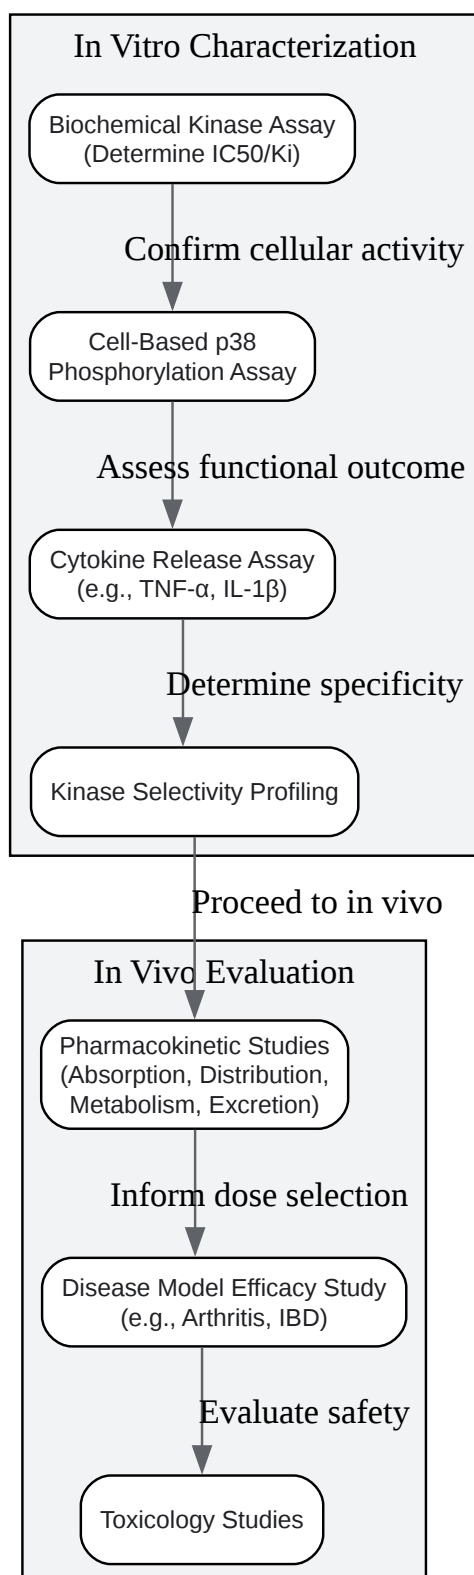 In Vitro Characterization
Biochemical Kinase Assay
(Determine IC50/Ki)
Confirm cellular activity
Cell-Based p38
Phosphorylation Assay
Assess functional outcome
Cytokine Release Assay
(e.g., TNF-α, IL-1β)
Determine specificity
Kinase Selectivity Profiling
Proceed to in vivo
In Vivo Evaluation
Pharmacokinetic Studies
(Absorption, Distribution,
Metabolism, Excretion)
Inform dose selection
Disease Model Efficacy Study
(e.g., Arthritis, IBD)
Evaluate safety
Toxicology Studies